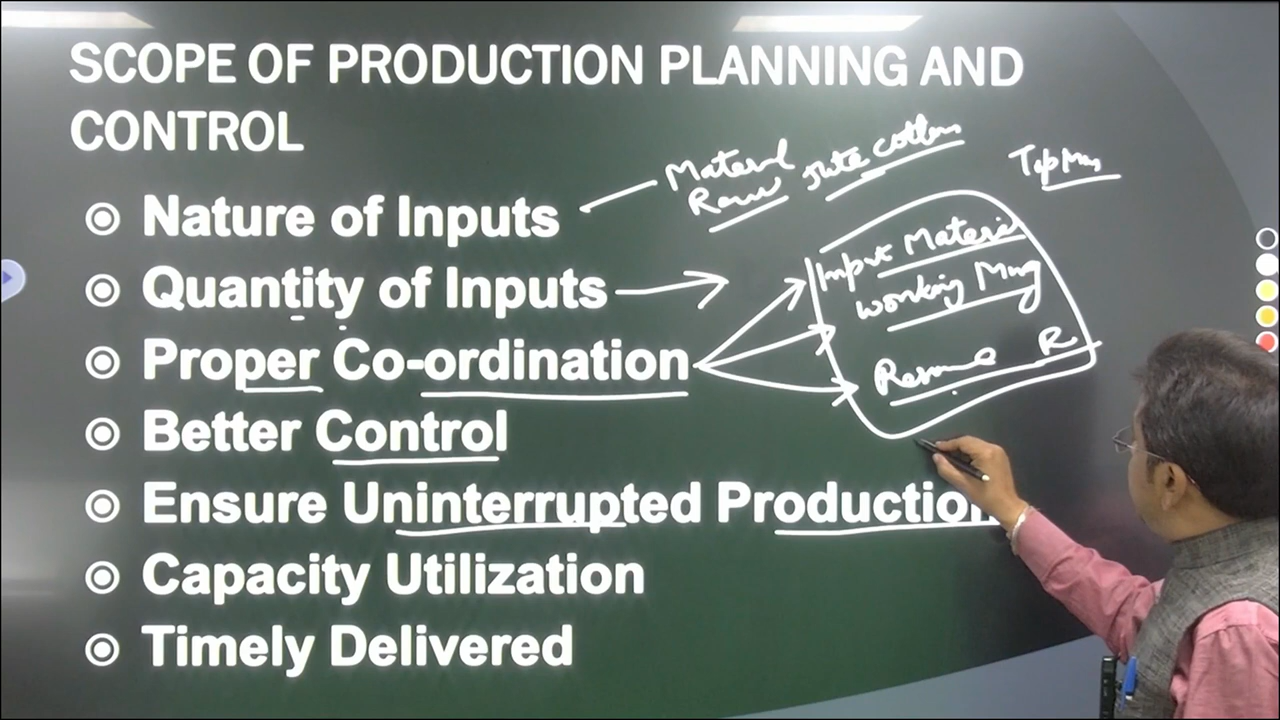 SCOPE OF PRODUCTION PLANNING AND
CONTROL
Nature of Inputs
Material
Raw Jute cotton
Quantity of Inputs
Proper Co-ordination
Input Material
Working
R
Better Control
Ensure Uninterrupted Production
Capacity Utilization
Timely Delivered